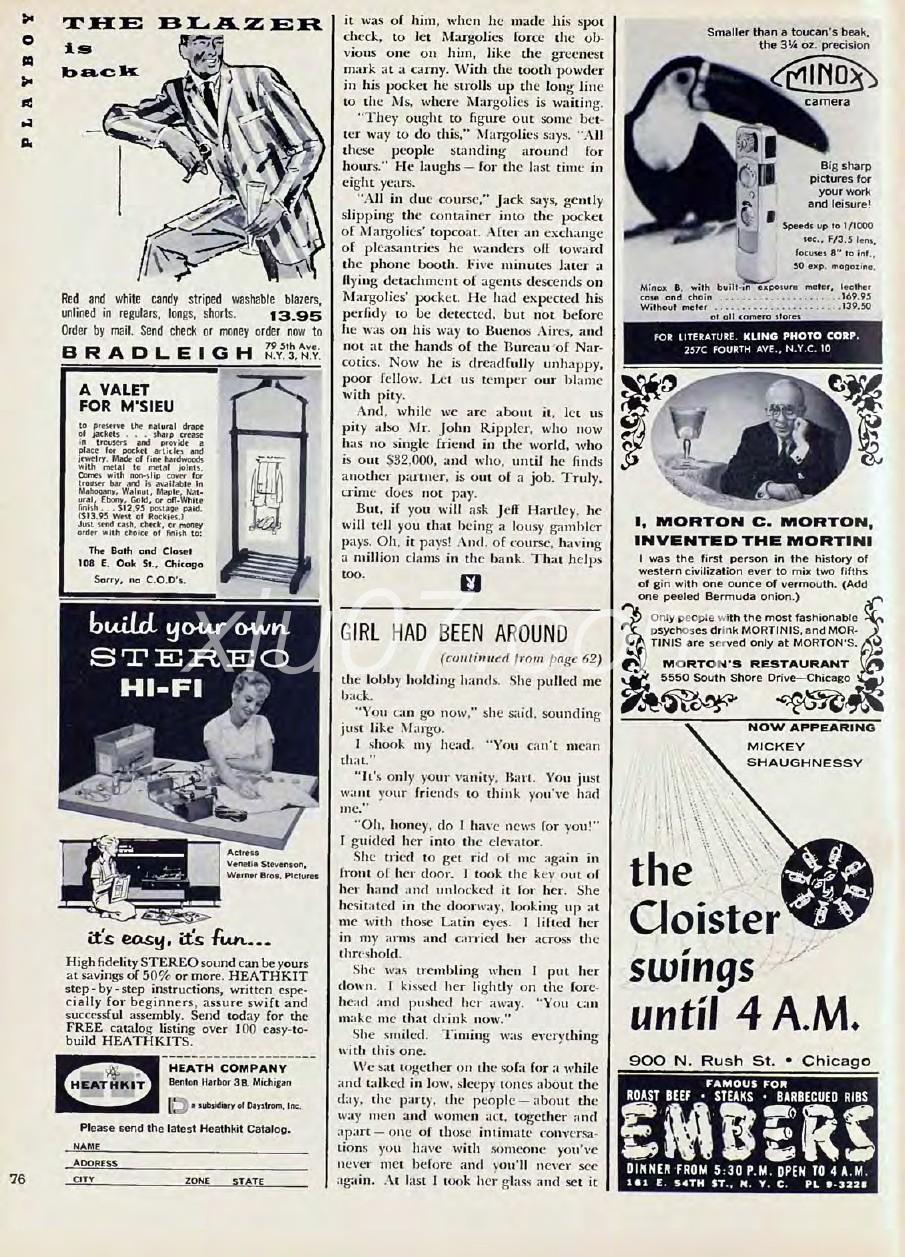 PLAYBOY
THE BLAZER
is
back
Red and white candy striped washable blazers,
unlined in regulars, longs, shorts. 13.95
Order by mail. Send check or money order now to
BRADLEIGH 79 5th Ave.
N.Y. 3, N.Y.
A VALET
FOR M'SIEU
to preserve the natural drape
of jackets . . . sharp crease
in trousers and provide a
place for pocket articles and
jewelry. Made of fine hardwoods
with metal to metal joints.
Comes with non-slip cover for
trouser bar and is available in
Mahogany, Walnut, Maple, Nat-
ural, Ebony, Gold, or off-White
finish . . . $12.95 postage paid.
($13.95 West of Rockies.)
Just send cash, check, or money
order with choice of finish to:
The Bath and Closet
108 E. Oak St., Chicago
Sorry, no C.O.D's.
build your own
STEREO
HI-FI
Actress
Venetia Stevenson,
Warner Bros. Pictures
it's easy, it's fun...
High fidelity STEREO sound can be yours
at savings of 50% or more. HEATHKIT
step-by-step instructions, written espe-
cially for beginners, assure swift and
successful assembly. Send today for the
FREE catalog listing over 100 easy-to-
build HEATHKITS.
HEATHKIT
HEATH COMPANY
Benton Harbor 38, Michigan
a subsidiary of Daystrom, Inc.
Please send the latest Heathkit Catalog.
NAME
ADDRESS
CITY ZONE STATE
76
it was of him, when he made his spot
check, to let Margolies force the ob-
vious one on him, like the greenest
mark at a carny. With the tooth powder
in his pocket he strolls up the long line
to the Ms, where Margolies is waiting.
"They ought to figure out some bet-
ter way to do this," Margolies says. "All
these people standing around for
hours." He laughs — for the last time in
eight years.
"All in due course," Jack says, gently
slipping the container into the pocket
of Margolies' topcoat. After an exchange
of pleasantries he wanders off toward
the phone booth. Five minutes later a
flying detachment of agents descends on
Margolies' pocket. He had expected his
perfidy to be detected, but not before
he was on his way to Buenos Aires, and
not at the hands of the Bureau of Nar-
cotics. Now he is dreadfully unhappy,
poor fellow. Let us temper our blame
with pity.
And, while we are about it, let us
pity also Mr. John Rippler, who now
has no single friend in the world, who
is out $32,000, and who, until he finds
another partner, is out of a job. Truly,
crime does not pay.
But, if you will ask Jeff Hartley, he
will tell you that being a lousy gambler
pays. Oh, it pays! And, of course, having
a million clams in the bank. That helps
too.
GIRL HAD BEEN AROUND
(continued from page 62)
the lobby holding hands. She pulled me
back.
"You can go now," she said, sounding
just like Margo.
I shook my head. "You can't mean
that."
"It's only your vanity, Bart. You just
want your friends to think you've had
me."
"Oh, honey, do I have news for you!"
I guided her into the elevator.
She tried to get rid of me again in
front of her door. I took the key out of
her hand and unlocked it for her. She
hesitated in the doorway, looking up at
me with those Latin eyes. I lifted her
in my arms and carried her across the
threshold.
She was trembling when I put her
down. I kissed her lightly on the fore-
head and pushed her away. "You can
make me that drink now."
She smiled. Timing was everything
with this one.
We sat together on the sofa for a while
and talked in low, sleepy tones about the
day, the party, the people — about the
way men and women act, together and
apart — one of those intimate conversa-
tions you have with someone you've
never met before and you'll never see
again. At last I took her glass and set it
Smaller than a toucan's beak,
the 3¼ oz. precision
MINOX
camera
Big sharp
pictures for
your work
and leisure!
Speeds up to 1/1000
sec., F/3.5 lens,
focuses 8" to inf.,
50 exp. magazine.
Minox B, with built-in exposure meter, leather
case and chain . . . . . . . . . . . . 169.95
Without meter . . . . . . . . . . . . 139.50
at all camera stores
FOR LITERATURE. KLING PHOTO CORP.
257C FOURTH AVE., N.Y.C. 10
I, MORTON C. MORTON,
INVENTED THE MORTINI
I was the first person in the history of
western civilization ever to mix two fifths
of gin with one ounce of vermouth. (Add
one peeled Bermuda onion.)
Only people with the most fashionable
psychoses drink MORTINIS, and MOR-
TINIS are served only at MORTON'S.
MORTON'S RESTAURANT
5550 South Shore Drive—Chicago
NOW APPEARING
MICKEY
SHAUGHNESSY
the
Cloister
swings
until 4 A.M.
900 N. Rush St. • Chicago
FAMOUS FOR
ROAST BEEF • STEAKS • BARBECUED RIBS
EMBERS
DINNER FROM 5:30 P.M. OPEN TO 4 A.M.
161 E. 54TH ST., N. Y. C. PL 9-3228